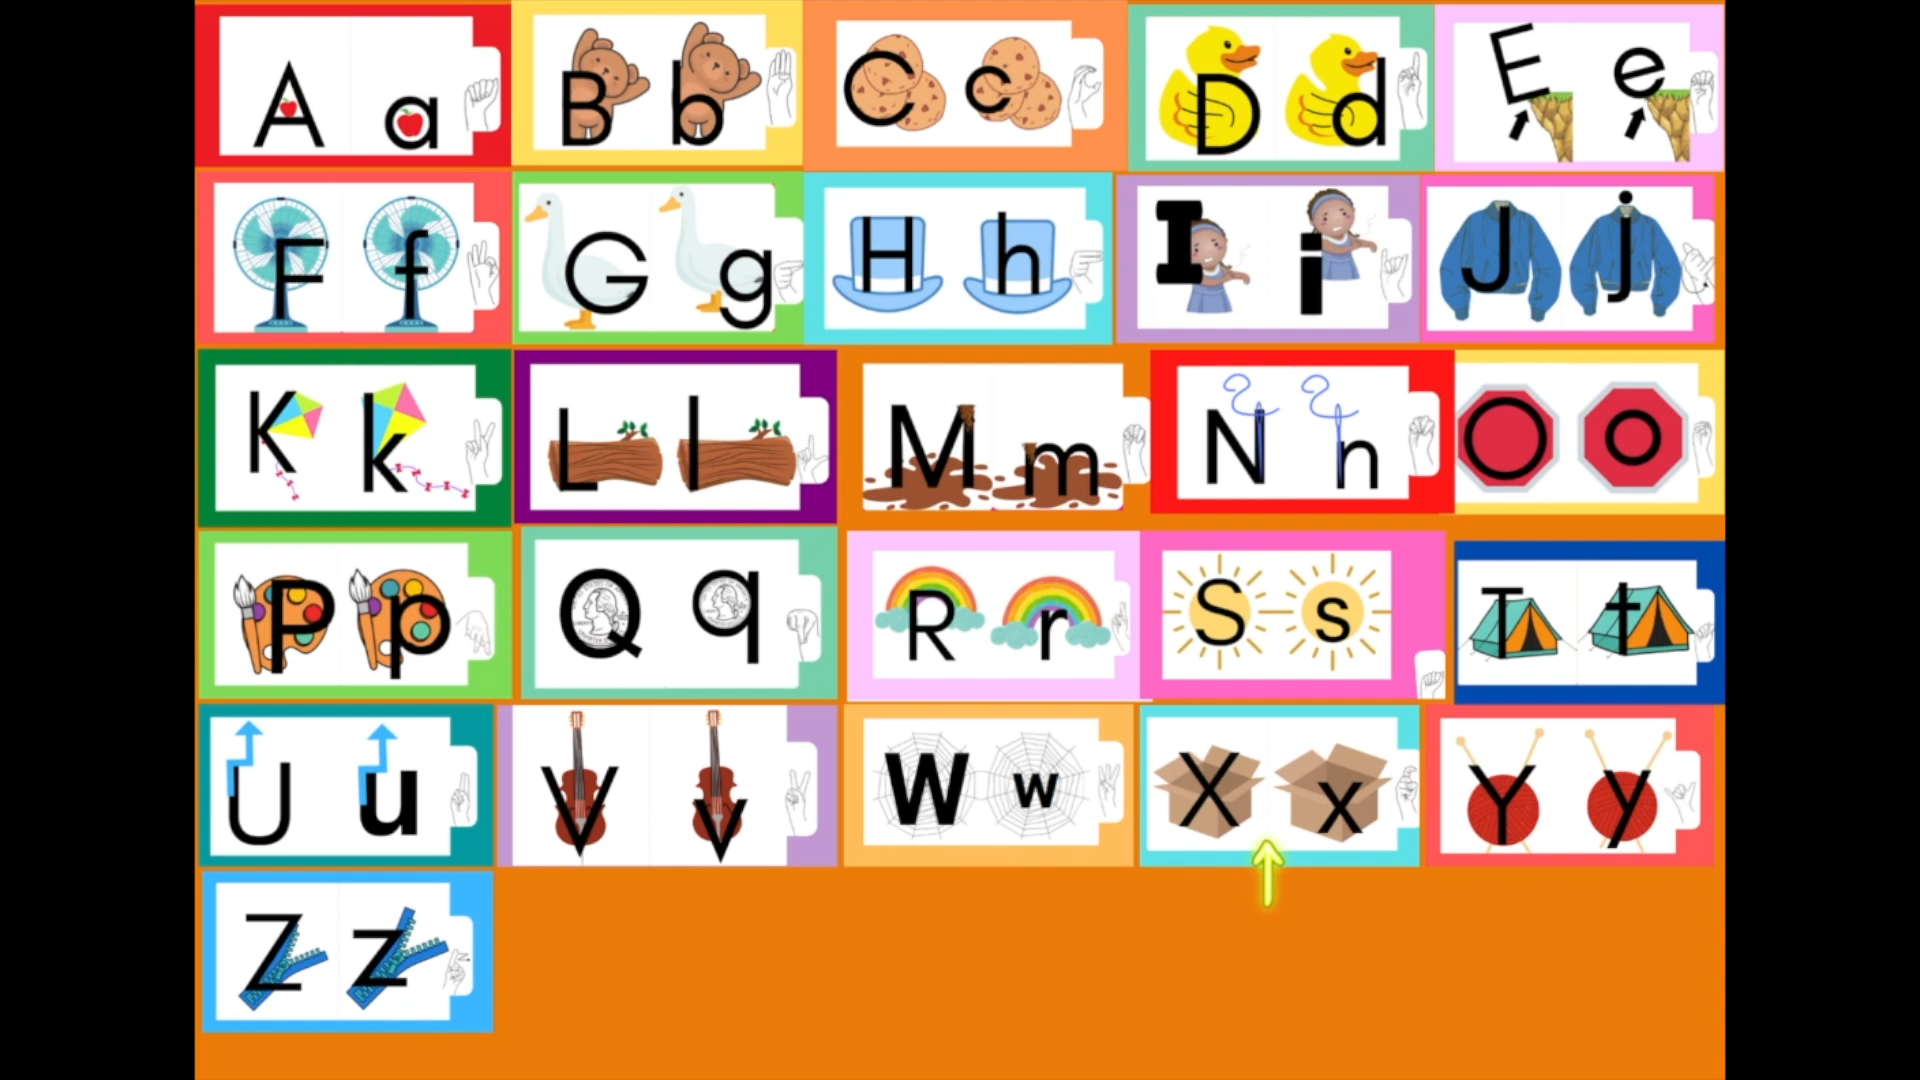 A a B b C c D d E e
F f G g H h I i J j
K k L l M m N n O o
P p Q q R r S s T t
U u V v W w X x Y y
Z z